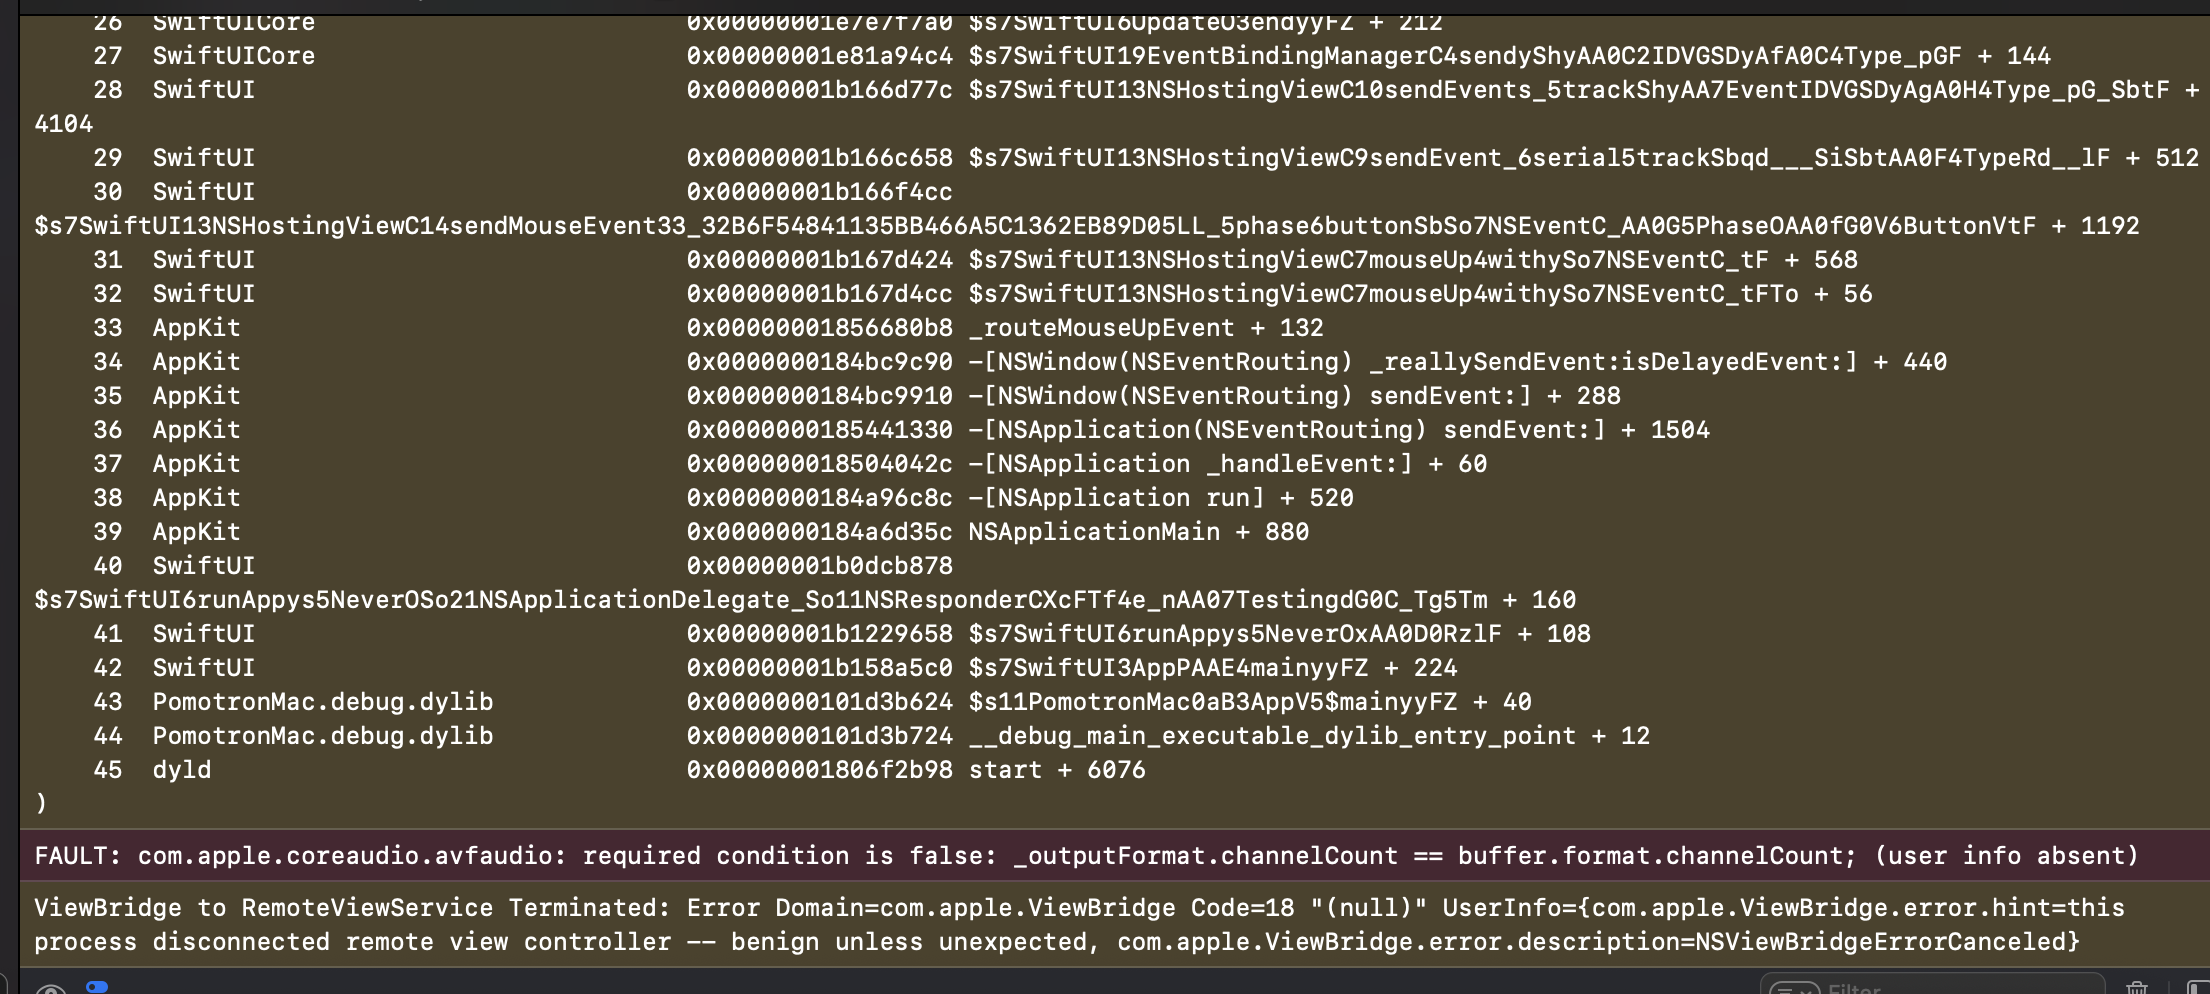 26 SwiftUICore 0x00000001e7e7f7a0 $s7SwiftUI6UpdateO3endyyFZ + 212
27 SwiftUICore 0x00000001e81a94c4 $s7SwiftUI19EventBindingManagerC4sendyShyAA0C2IDVGSDyAfA0C4Type_pGF + 144
28 SwiftUI 0x00000001b166d77c $s7SwiftUI13NSHostingViewC10sendEvents_5trackShyAA7EventIDVGSDyAgA0H4Type_pG_SbtF +
4104
29 SwiftUI 0x00000001b166c658 $s7SwiftUI13NSHostingViewC9sendEvent_6serial5trackSbqd___SiSbtAA0F4TypeRd__lF + 512
30 SwiftUI 0x00000001b166f4cc
$s7SwiftUI13NSHostingViewC14sendMouseEvent33_32B6F54841135BB466A5C1362EB89D05LL_5phase6buttonSbSo7NSEventC_AA0G5PhaseOAA0fG0V6ButtonVtF + 1192
31 SwiftUI 0x00000001b167d424 $s7SwiftUI13NSHostingViewC7mouseUp4withySo7NSEventC_tF + 568
32 SwiftUI 0x00000001b167d4cc $s7SwiftUI13NSHostingViewC7mouseUp4withySo7NSEventC_tFTo + 56
33 AppKit 0x00000001856680b8 _routeMouseUpEvent + 132
34 AppKit 0x0000000184bc9c90 -[NSWindow(NSEventRouting) _reallySendEvent:isDelayedEvent:] + 440
35 AppKit 0x0000000184bc9910 -[NSWindow(NSEventRouting) sendEvent:] + 288
36 AppKit 0x0000000185441330 -[NSApplication(NSEventRouting) sendEvent:] + 1504
37 AppKit 0x000000018504042c -[NSApplication _handleEvent:] + 60
38 AppKit 0x0000000184a96c8c -[NSApplication run] + 520
39 AppKit 0x0000000184a6d35c NSApplicationMain + 880
40 SwiftUI 0x00000001b0dcb878
$s7SwiftUI6runAppys5NeverOSo21NSApplicationDelegate_So11NSResponderCXcFTf4e_nAA07TestingdG0C_Tg5Tm + 160
41 SwiftUI 0x00000001b1229658 $s7SwiftUI6runAppys5NeverOxAA0D0RzlF + 108
42 SwiftUI 0x00000001b158a5c0 $s7SwiftUI3AppPAAE4mainyyFZ + 224
43 PomotronMac.debug.dylib 0x0000000101d3b624 $s11PomotronMac0aB3AppV5$mainyyFZ + 40
44 PomotronMac.debug.dylib 0x0000000101d3b724 __debug_main_executable_dylib_entry_point + 12
45 dyld 0x00000001806f2b98 start + 6076
)
FAULT: com.apple.coreaudio.avfaudio: required condition is false: _outputFormat.channelCount == buffer.format.channelCount; (user info absent)
ViewBridge to RemoteViewService Terminated: Error Domain=com.apple.ViewBridge Code=18 "(null)" UserInfo={com.apple.ViewBridge.error.hint=this
process disconnected remote view controller -- benign unless unexpected, com.apple.ViewBridge.error.description=NSViewBridgeErrorCanceled}
Filter